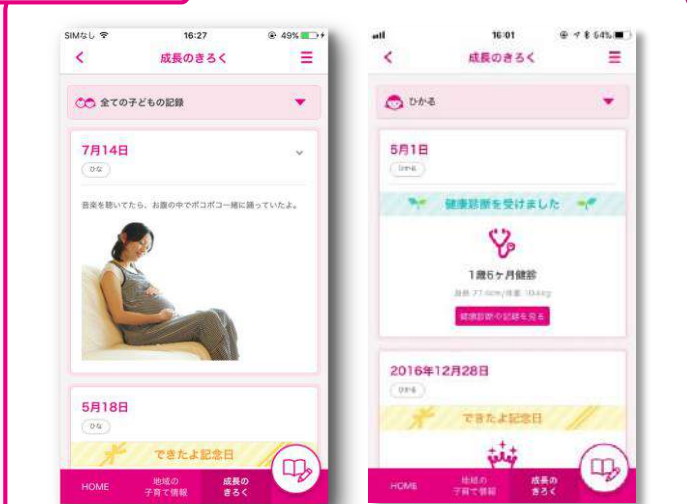 SIMなし 16:27 49%
成長のきろく
全ての子どもの記録
7月14日
ひな
音楽を聴いてたら、お腹の中でポコポコ一緒に踊っていたよ。
5月18日
ひな
できたよ記念日
HOME
地域の
子育て情報
成長の
きろく
16:01 64%
成長のきろく
ひかる
5月1日
ひかる
健康診断を受けました
1歳6ヶ月健診
健康診断の記録を見る
2016年12月28日
ひかる
できたよ記念日
HOME
地域の
子育て情報
成長の
きろく